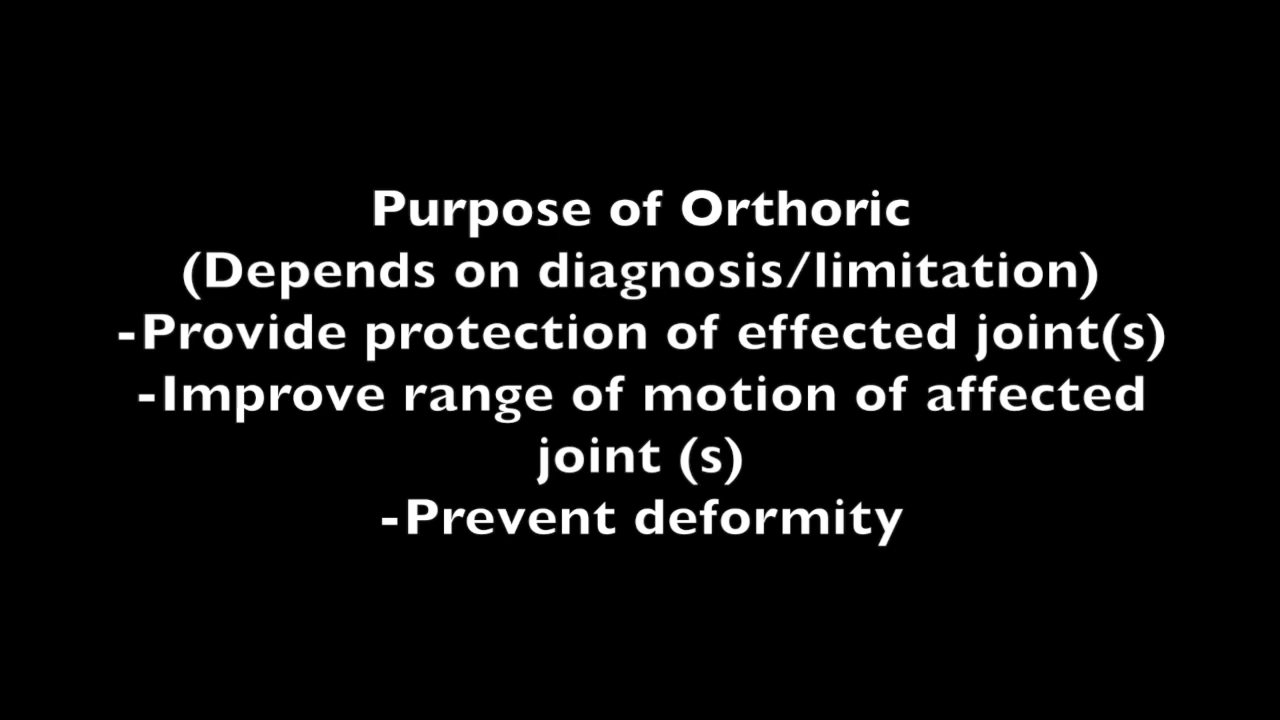 Purpose of Orthoric
(Depends on diagnosis/limitation)
-Provide protection of effected joint(s)
-Improve range of motion of affected
joint (s)
-Prevent deformity